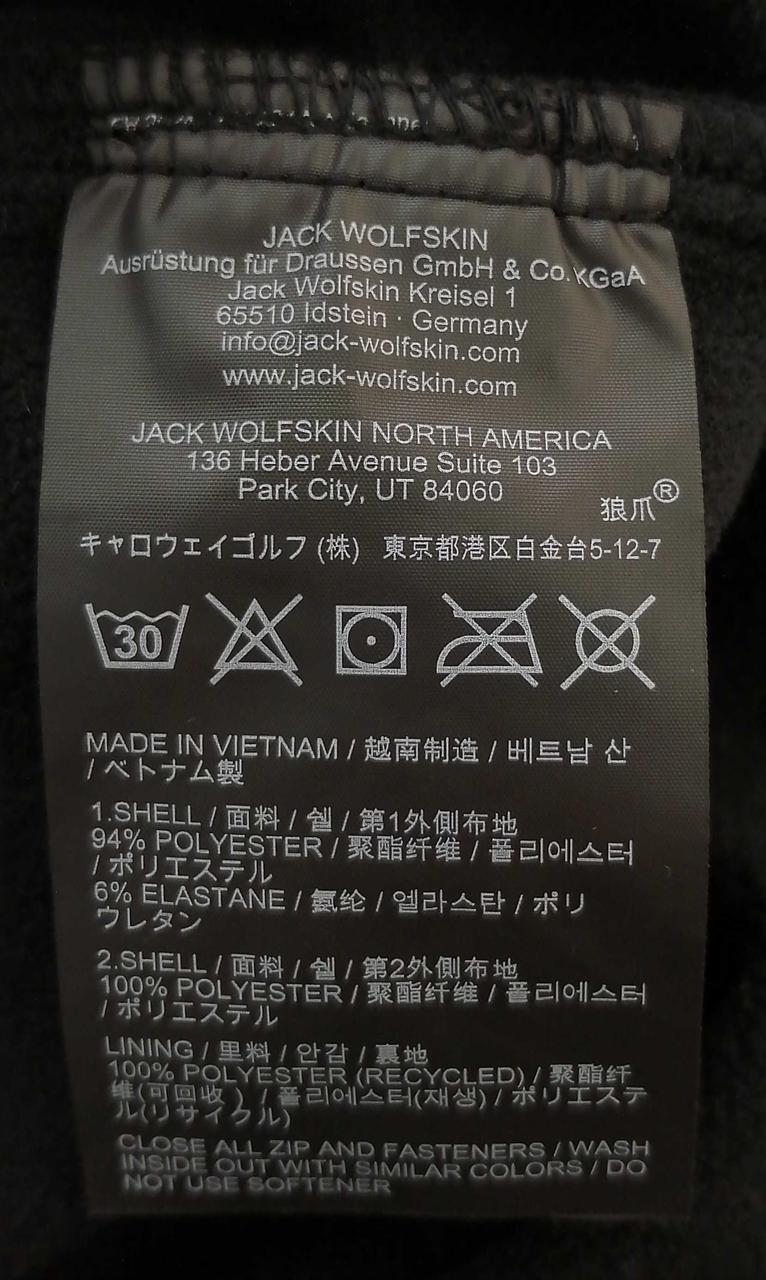 JACK WOLFSKIN
Ausrüstung für Draussen GmbH & Co.KGaA
Jack Wolfskin Kreisel 1
65510 Idstein · Germany
info@jack-wolfskin.com
www.jack-wolfskin.com
JACK WOLFSKIN NORTH AMERICA
136 Heber Avenue Suite 103
Park City, UT 84060
狼爪®
キャロウェイゴルフ (株) 東京都港区白金台5-12-7
30
MADE IN VIETNAM / 越南制造 / 베트남 산
/ ベトナム製
1.SHELL / 面料 / 쉘 / 第1外側布地
94% POLYESTER / 聚酯纤维 / 폴리에스터
/ ポリエステル
6% ELASTANE / 氨纶 / 엘라스탄 / ポリ
ウレタン
2.SHELL / 面料 / 쉘 / 第2外側布地
100% POLYESTER / 聚酯纤维 / 폴리에스터
/ ポリエステル
LINING / 里料 / 안감 / 裏地
100% POLYESTER (RECYCLED) / 聚酯纤
维(可回收 ) / 폴리에스터(재생) / ポリエステ
ル(リサイクル)
CLOSE ALL ZIP AND FASTENERS / WASH
INSIDE OUT WITH SIMILAR COLORS / DO
NOT USE SOFTENER